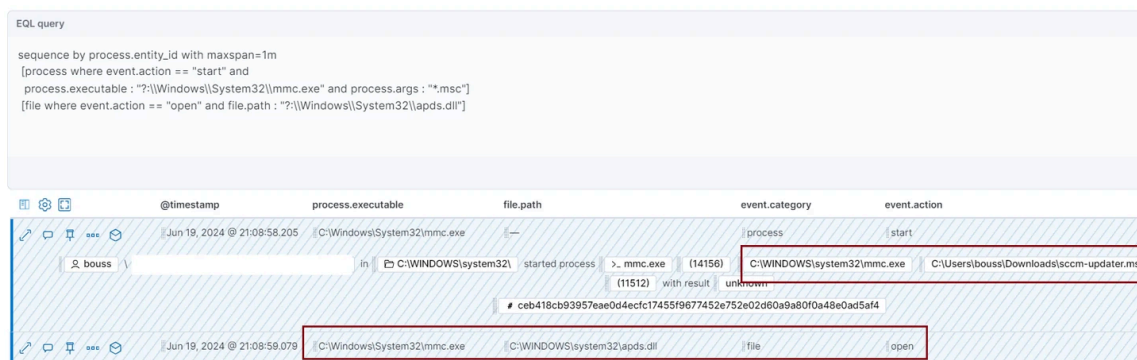 EQL query
sequence by process.entity_id with maxspan=1m
[process where event.action == "start" and
process.executable : "?:\\Windows\\System32\\mmc.exe" and process.args : "*.msc"]
[file where event.action == "open" and file.path : "?:\\Windows\\System32\\apds.dll"]
@timestamp process.executable file.path event.category event.action
Jun 19, 2024 @ 21:08:58.205 C:\Windows\System32\mmc.exe — process start
bouss \ in C:\WINDOWS\system32\ started process >_ mmc.exe (14156) C:\WINDOWS\system32\mmc.exe C:\Users\bouss\Downloads\sccm-updater.ms
(11512) with result unknown
# ceb418cb93957eae0d4ecfc17455f9677452e752e02d60a9a80f0a48e0ad5af4
Jun 19, 2024 @ 21:08:59.079 C:\Windows\System32\mmc.exe C:\WINDOWS\system32\apds.dll file open